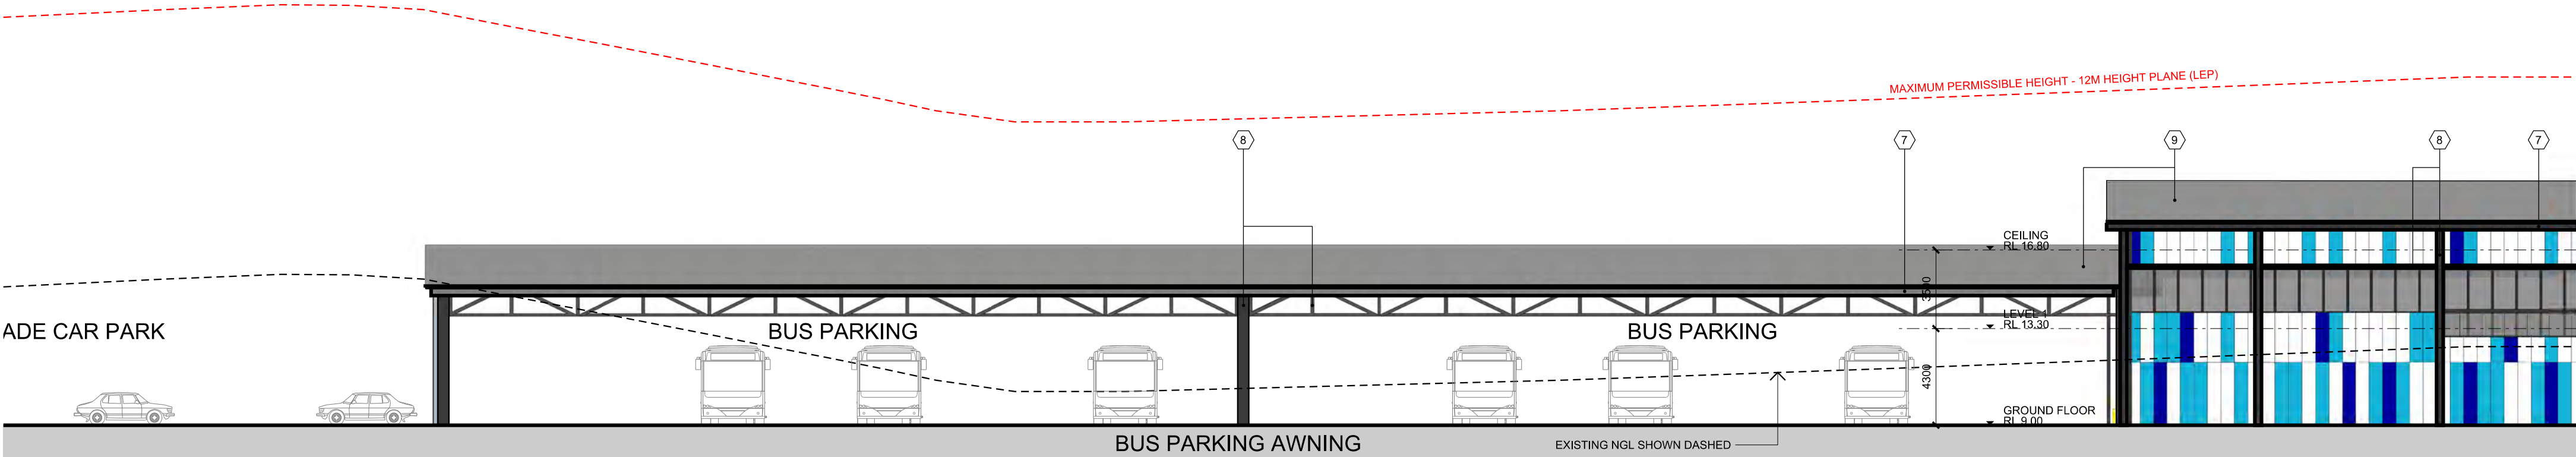 MAXIMUM PERMISSIBLE HEIGHT - 12M HEIGHT PLANE (LEP)
8
7
9
8
7
CEILING
RL 16.80
3500
ADE CAR PARK
BUS PARKING
BUS PARKING
LEVEL 1
RL 13.30
4300
GROUND FLOOR
RL 9.00
BUS PARKING AWNING
EXISTING NGL SHOWN DASHED